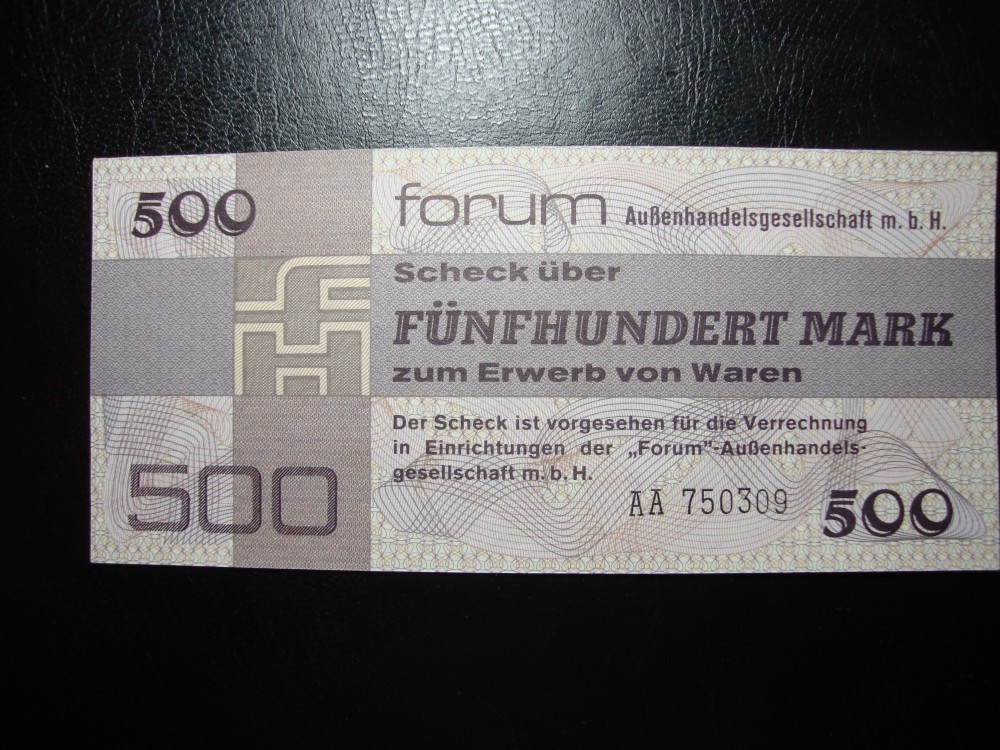 500
forum Außenhandelsgesellschaft m. b. H.
Scheck über
FÜNFHUNDERT MARK
zum Erwerb von Waren
Der Scheck ist vorgesehen für die Verrechnung
in Einrichtungen der „Forum”-Außenhandels-
gesellschaft m. b. H.
500
AA 750309
500